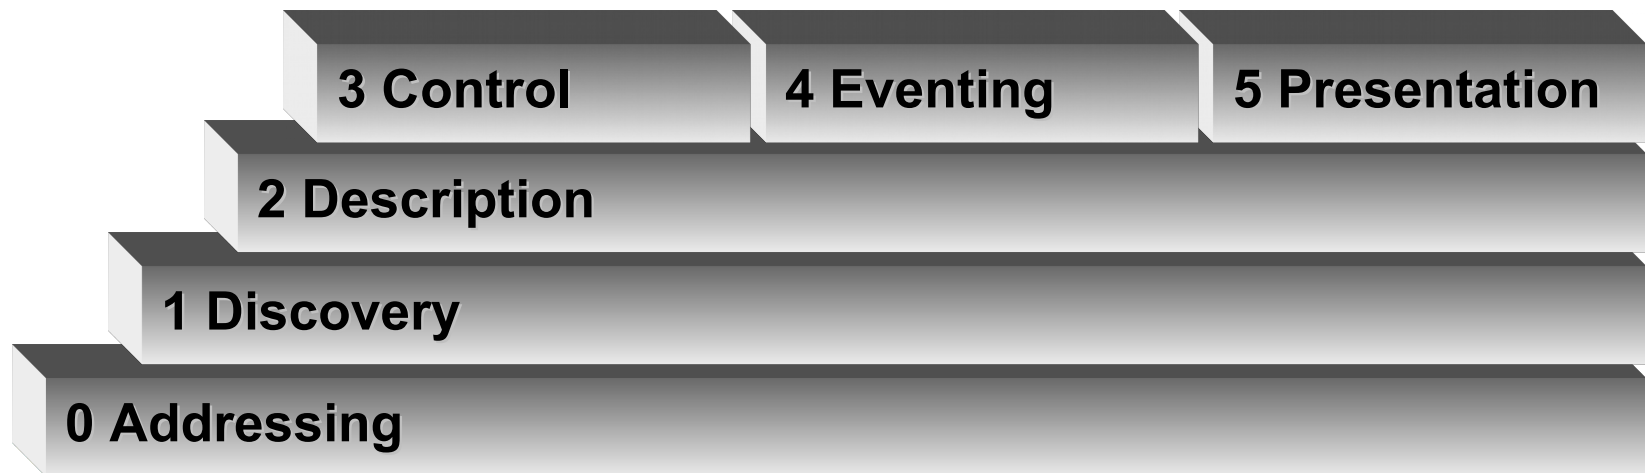 3 Control
4 Eventing
5 Presentation
2 Description
1 Discovery
0 Addressing